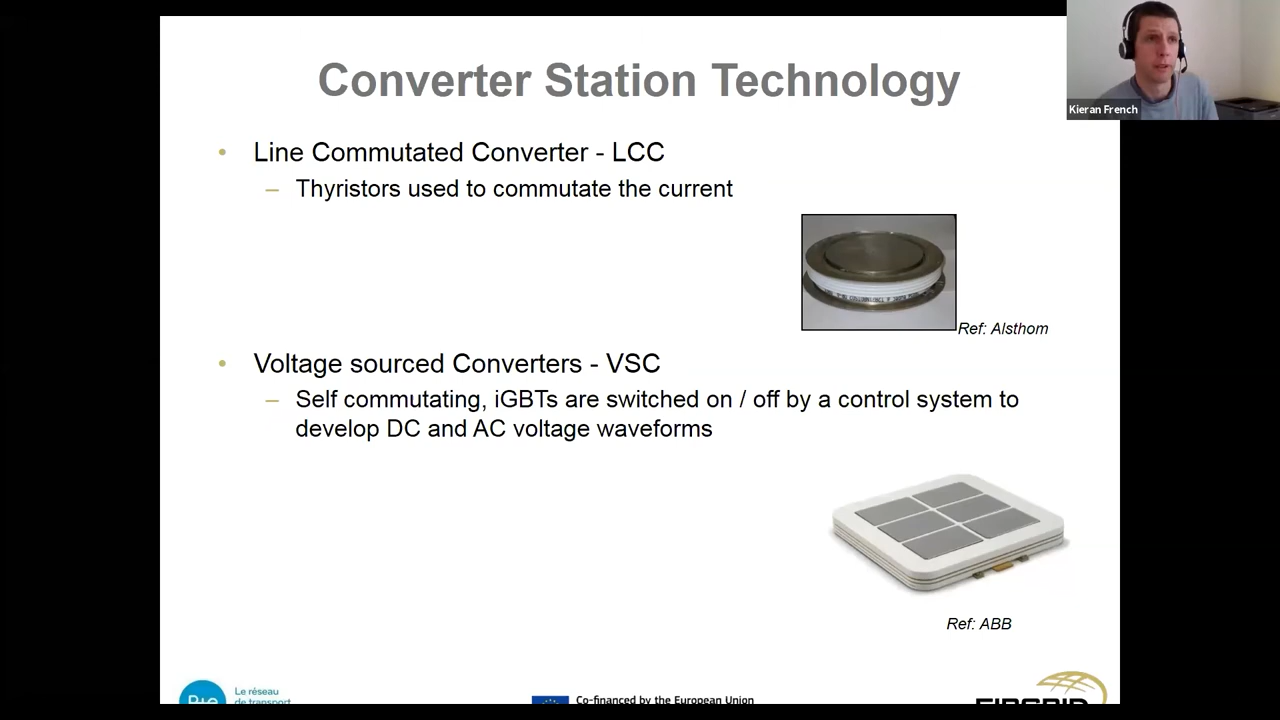 Converter Station Technology
Kieran French
• Line Commutated Converter - LCC
– Thyristors used to commutate the current
Ref: Alsthom
• Voltage sourced Converters - VSC
– Self commutating, iGBTs are switched on / off by a control system to
develop DC and AC voltage waveforms
Ref: ABB
Le réseau
de transport
Co-financed by the European Union